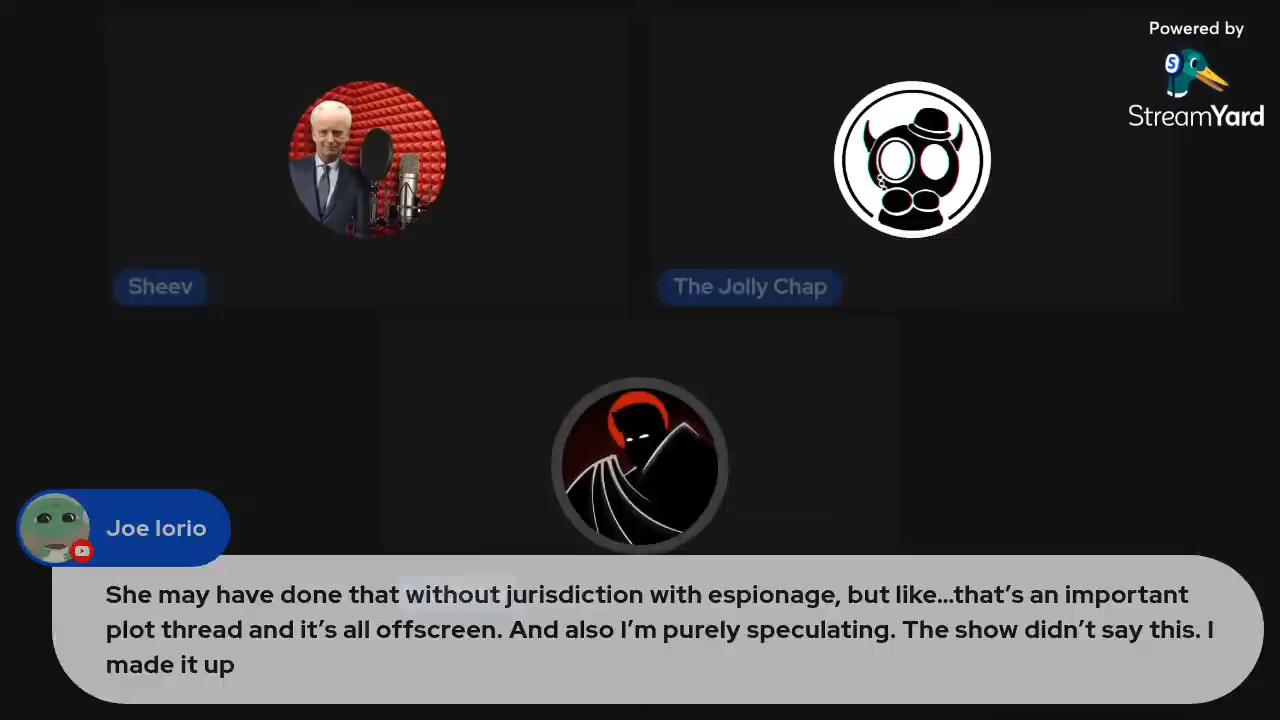 Powered by
S
StreamYard
Sheev
The Jolly Chap
Joe Iorio
She may have done that without jurisdiction with espionage, but like...that’s an important
plot thread and it’s all offscreen. And also I’m purely speculating. The show didn’t say this. I
made it up